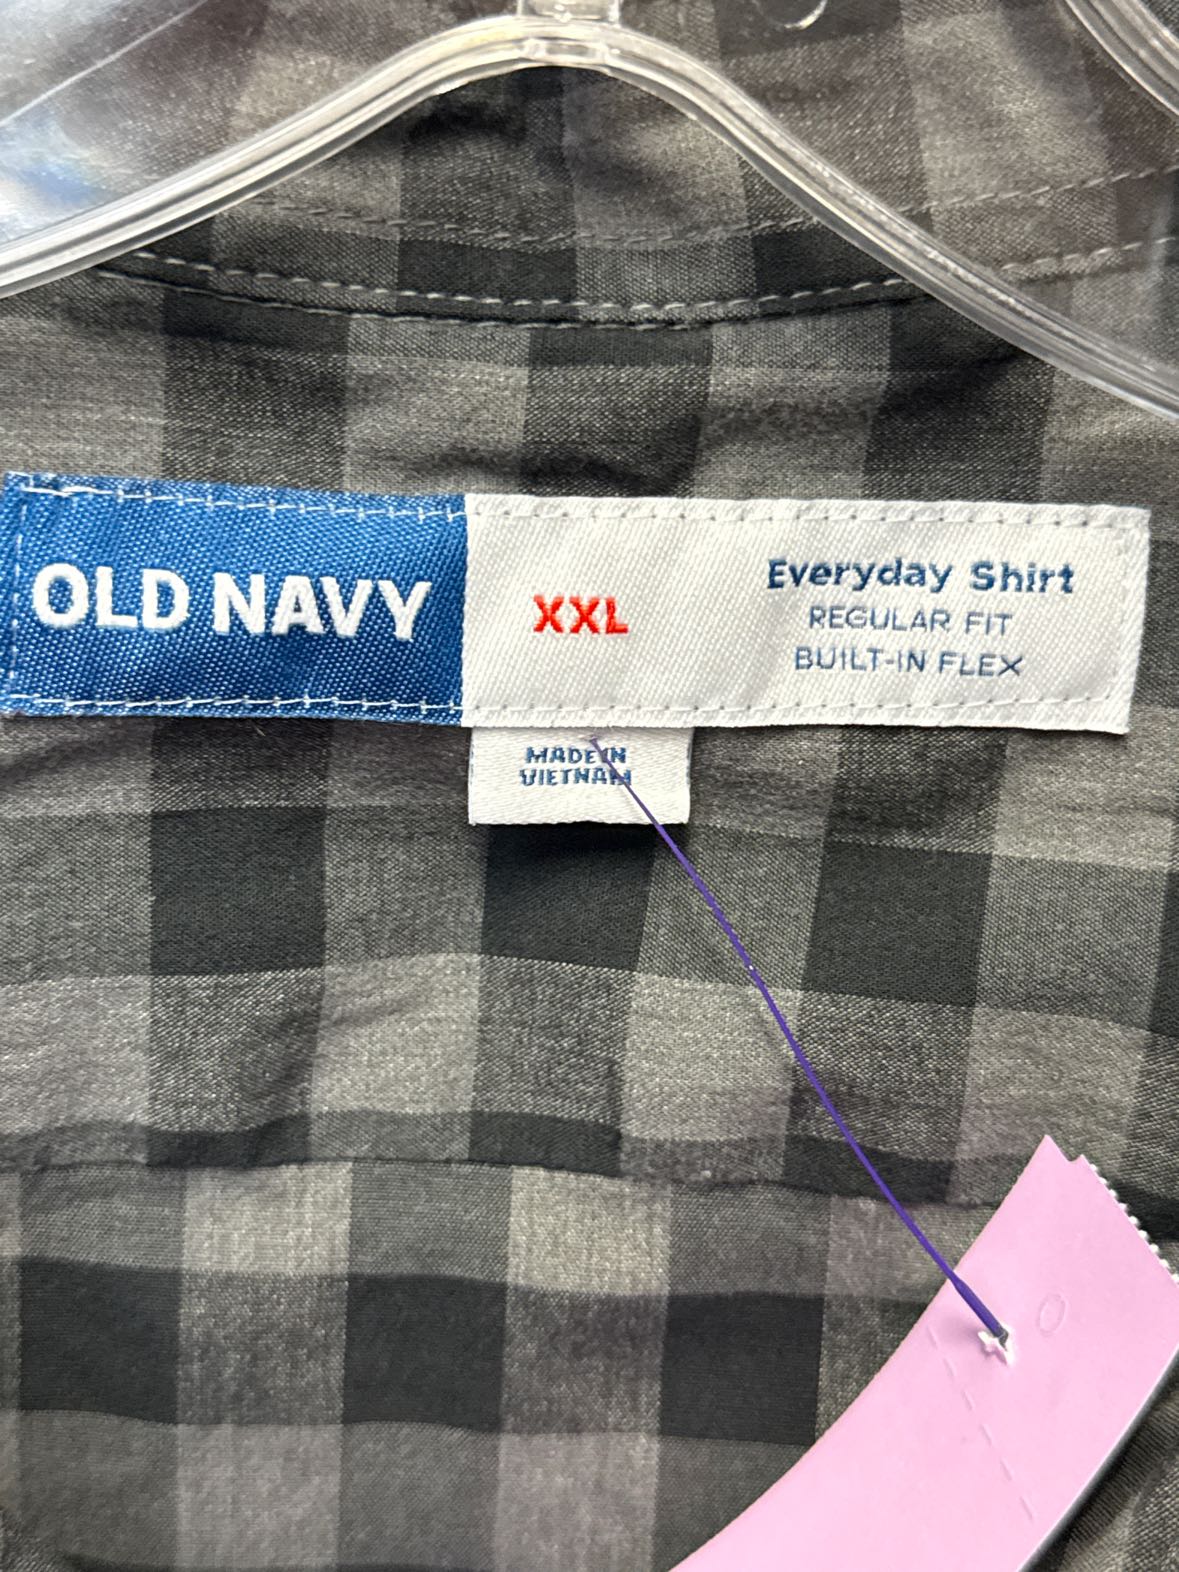 OLD NAVY
XXL
Everyday Shirt
REGULAR FIT
BUILT-IN FLEX
MADE IN
VIETNAM